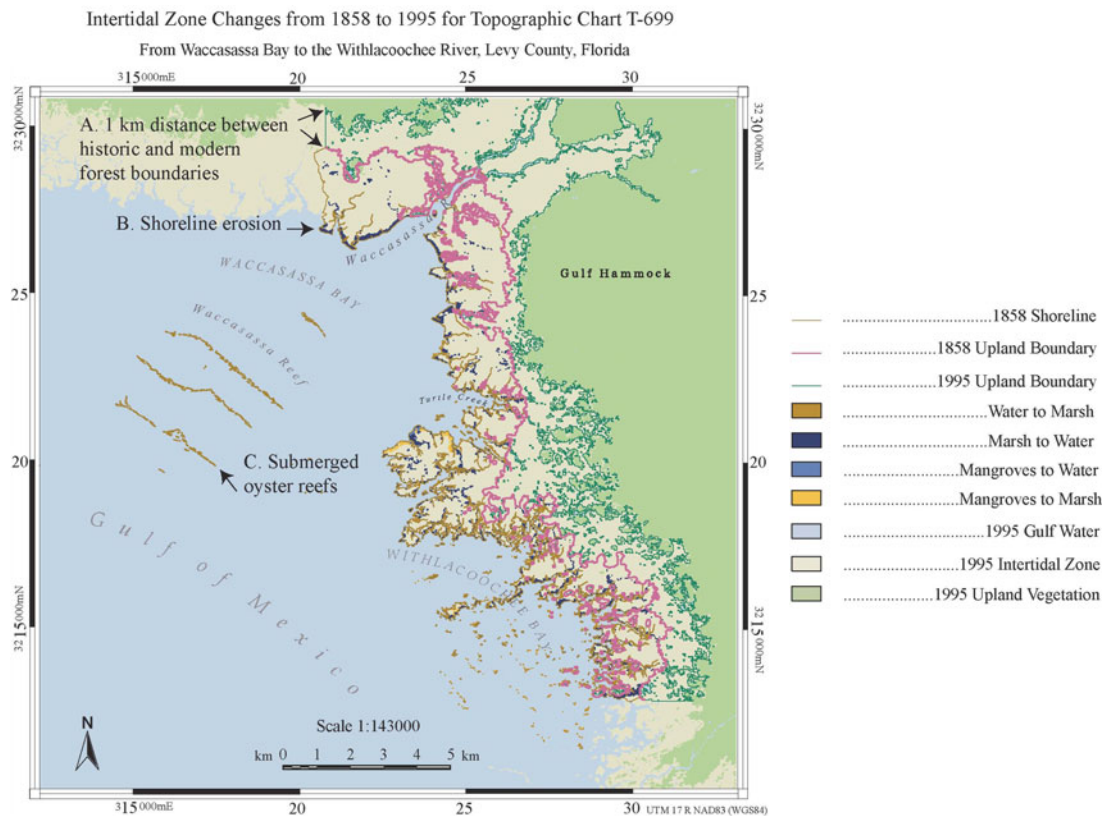 Intertidal Zone Changes from 1858 to 1995 for Topographic Chart T-699
From Waccasassa Bay to the Withlacoochee River, Levy County, Florida
315000mE 20 25 30
3230000mN
30000mN
32
A. 1 km distance between
historic and modern
forest boundaries
B. Shoreline erosion
Waccasassa
WACCASASSA BAY
Gulf Hammock
25
25
Waccasassa Reef
Turtle Creek
20
20
C. Submerged
oyster reefs
Gulf of Mexico
WITHLACOOCHEE BAY
3215000mN
3215000mN
N
Scale 1:143000
km 0 1 2 3 4 5 km
315000mE 20 25 30
UTM 17 R NAD83 (WGS84)
..............................1858 Shoreline
...................1858 Upland Boundary
...................1995 Upland Boundary
.............................Water to Marsh
.............................Marsh to Water
.......................Mangroves to Water
.......................Mangroves to Marsh
............................1995 Gulf Water
.......................1995 Intertidal Zone
.................1995 Upland Vegetation